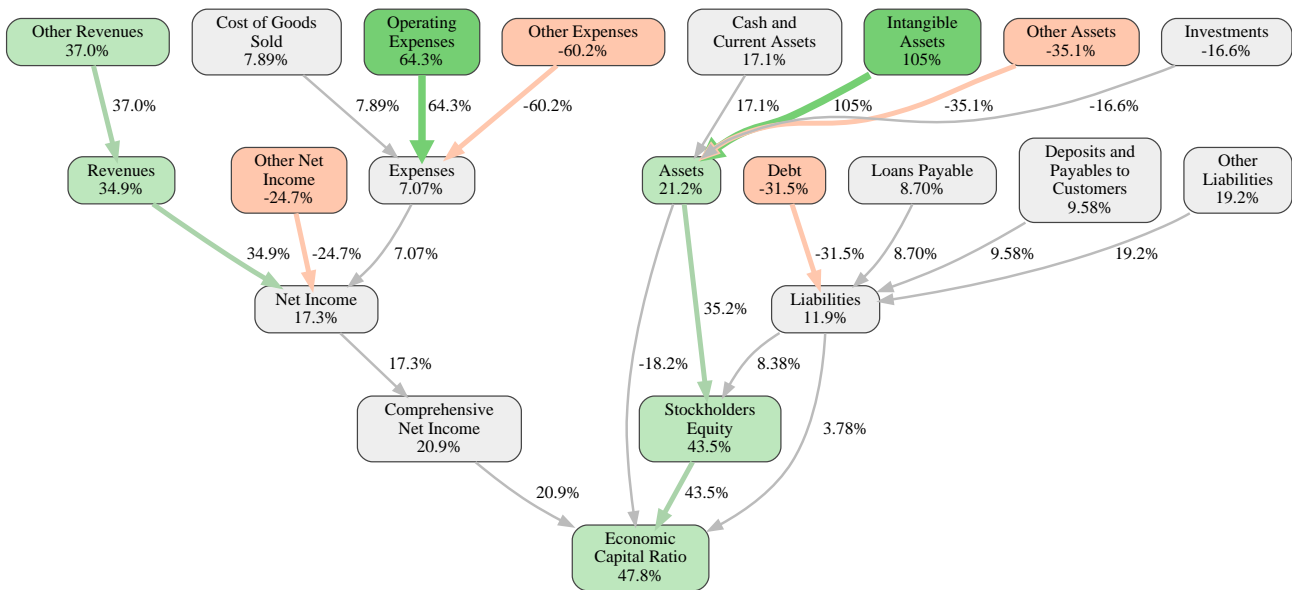 Other Revenues
37.0%
Cost of Goods
Sold
7.89%
Operating
Expenses
64.3%
Other Expenses
-60.2%
Cash and
Current Assets
17.1%
Intangible
Assets
105%
Other Assets
-35.1%
Investments
-16.6%
37.0%
7.89%
64.3%
-60.2%
17.1%
105%
-35.1%
-16.6%
Revenues
34.9%
Other Net
Income
-24.7%
Expenses
7.07%
Assets
21.2%
Debt
-31.5%
Loans Payable
8.70%
Deposits and
Payables to
Customers
9.58%
Other
Liabilities
19.2%
34.9%
-24.7%
7.07%
-31.5%
8.70%
9.58%
19.2%
Net Income
17.3%
35.2%
Liabilities
11.9%
17.3%
-18.2%
8.38%
Comprehensive
Net Income
20.9%
Stockholders
Equity
43.5%
3.78%
20.9%
43.5%
Economic
Capital Ratio
47.8%